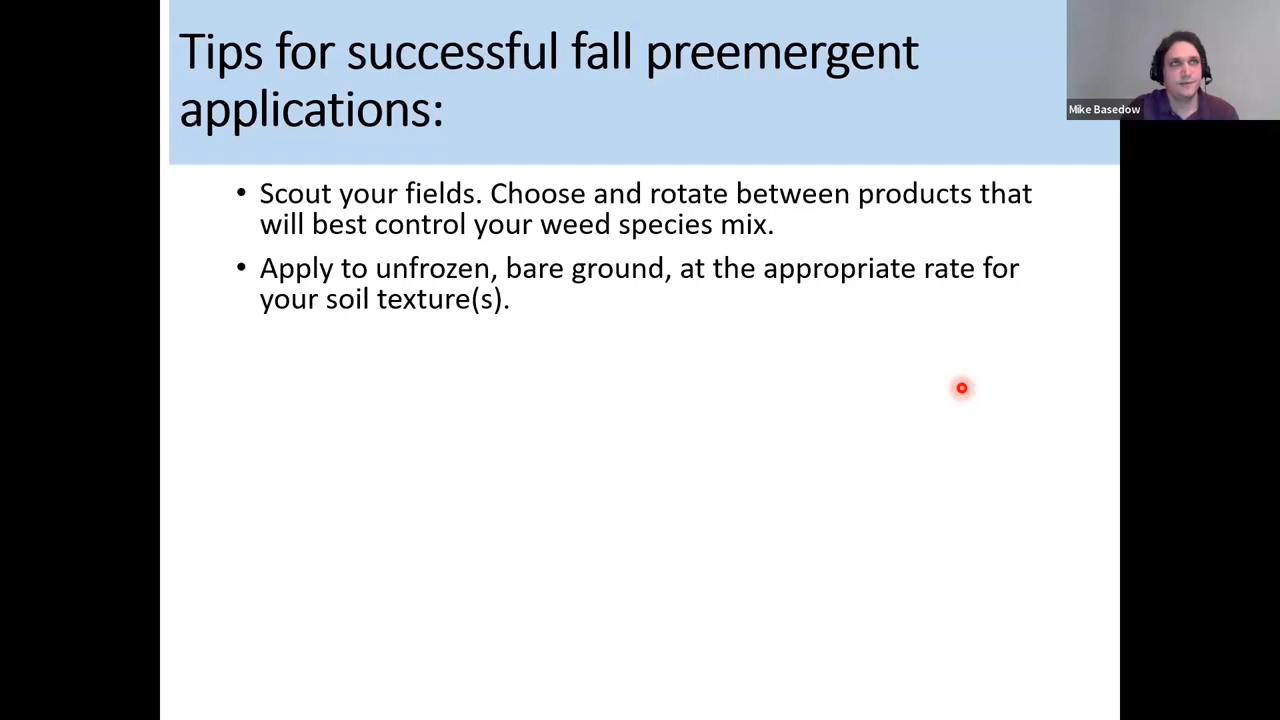 Tips for successful fall preemergent
applications:
Mike Basedow
• Scout your fields. Choose and rotate between products that
will best control your weed species mix.
• Apply to unfrozen, bare ground, at the appropriate rate for
your soil texture(s).